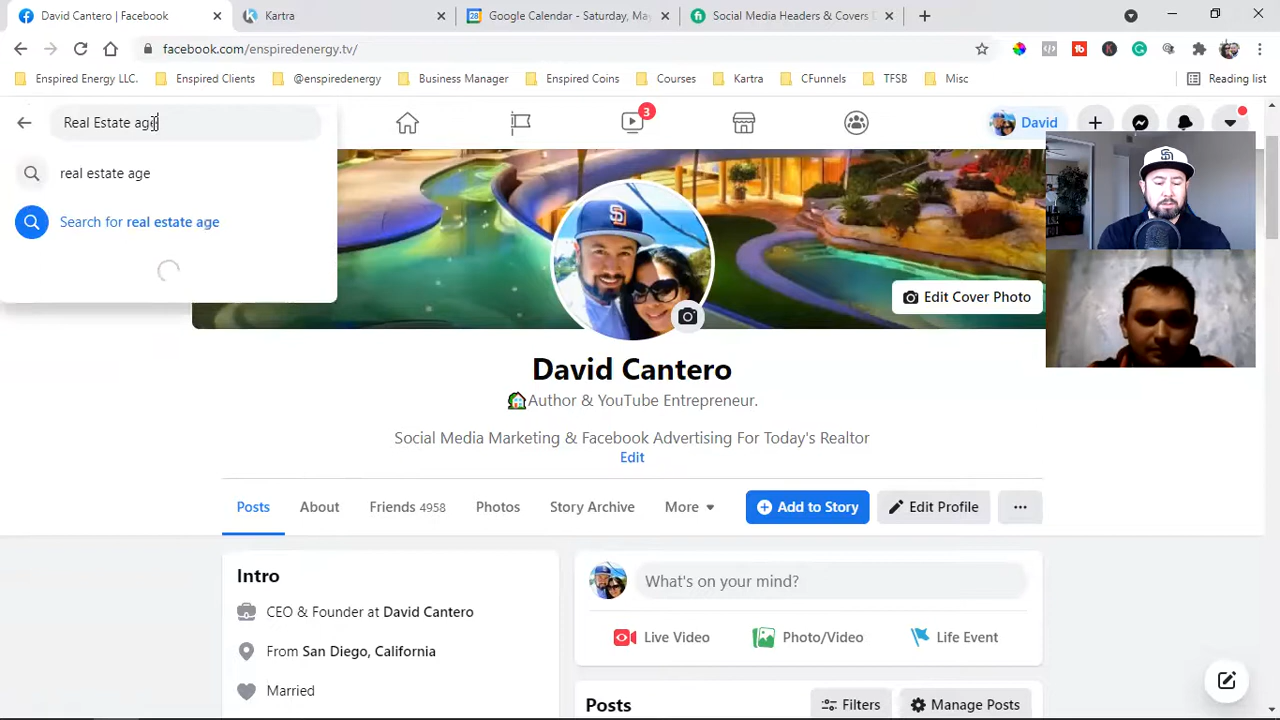 David Cantero | Facebook
Kartra
Google Calendar - Saturday, May
Social Media Headers & Covers D
facebook.com/enspiredenergy.tv/
Enspired Energy LLC.
Enspired Clients
@enspiredenergy
Business Manager
Enspired Coins
Courses
Kartra
CFunnels
TFSB
Misc
Reading list
Real Estate age
3
David
real estate age
Search for real estate age
Edit Cover Photo
David Cantero
Author & YouTube Entrepreneur.
Social Media Marketing & Facebook Advertising For Today's Realtor
Edit
Posts
About
Friends 4958
Photos
Story Archive
More
Add to Story
Edit Profile
Intro
What's on your mind?
CEO & Founder at David Cantero
Live Video
Photo/Video
Life Event
From San Diego, California
Married
Posts
Filters
Manage Posts